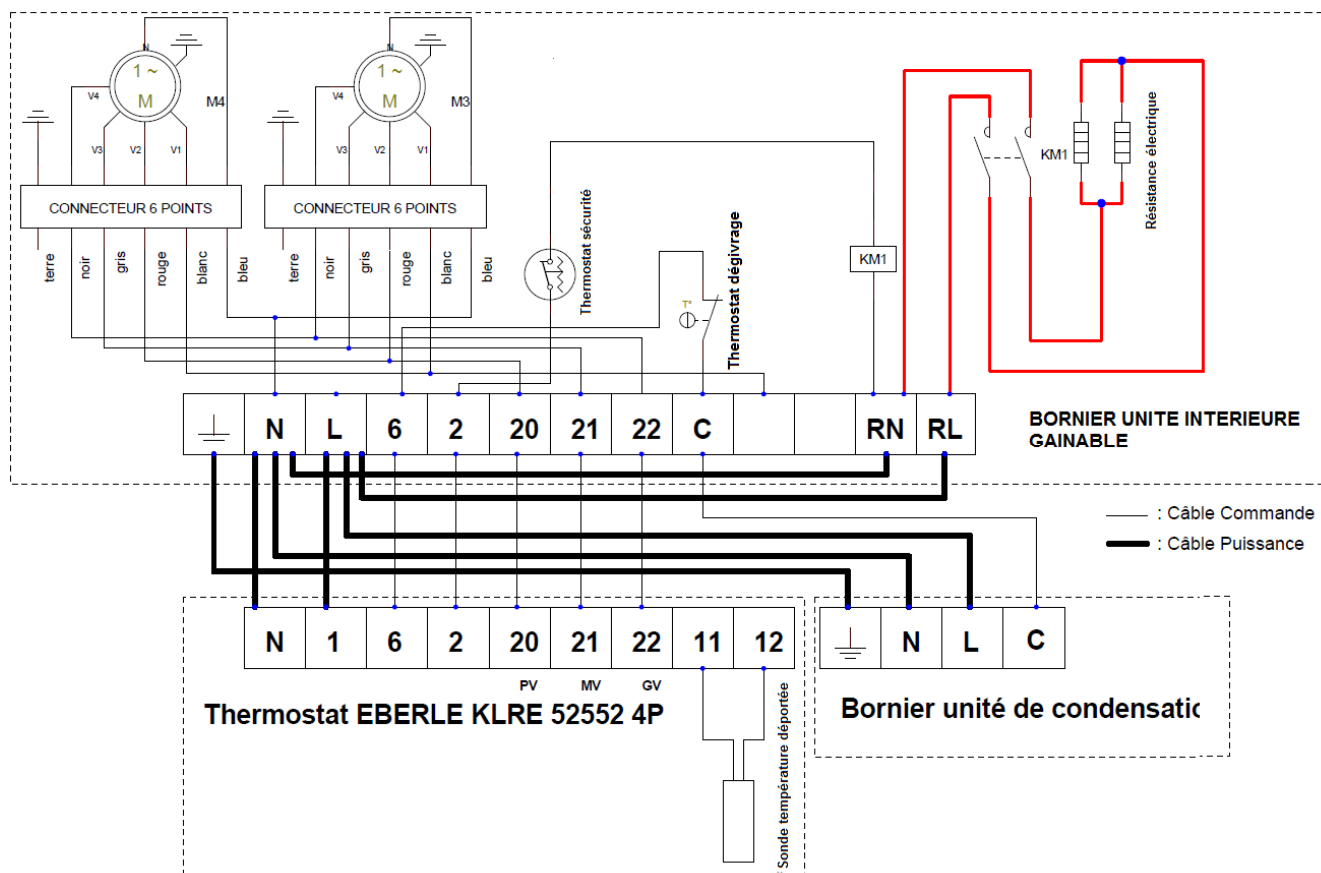 N
1 ~
M
V4
V3
V2
V1
M4
N
1 ~
M
V4
V3
V2
V1
M3
CONNECTEUR 6 POINTS
CONNECTEUR 6 POINTS
terre
noir
gris
rouge
blanc
bleu
terre
noir
gris
rouge
blanc
bleu
Thermostat sécurité
T°
Thermostat dégivrage
KM1
KM1
Résistance électrique
N
L
6
2
20
21
22
C
RN
RL
BORNIER UNITE INTERIEURE
GAINABLE
: Câble Commande
: Câble Puissance
N
1
6
2
20
21
22
11
12
PV
MV
GV
Thermostat EBERLE KLRE 52552 4P
Sonde température déportée
N
L
C
Bornier unité de condensatic